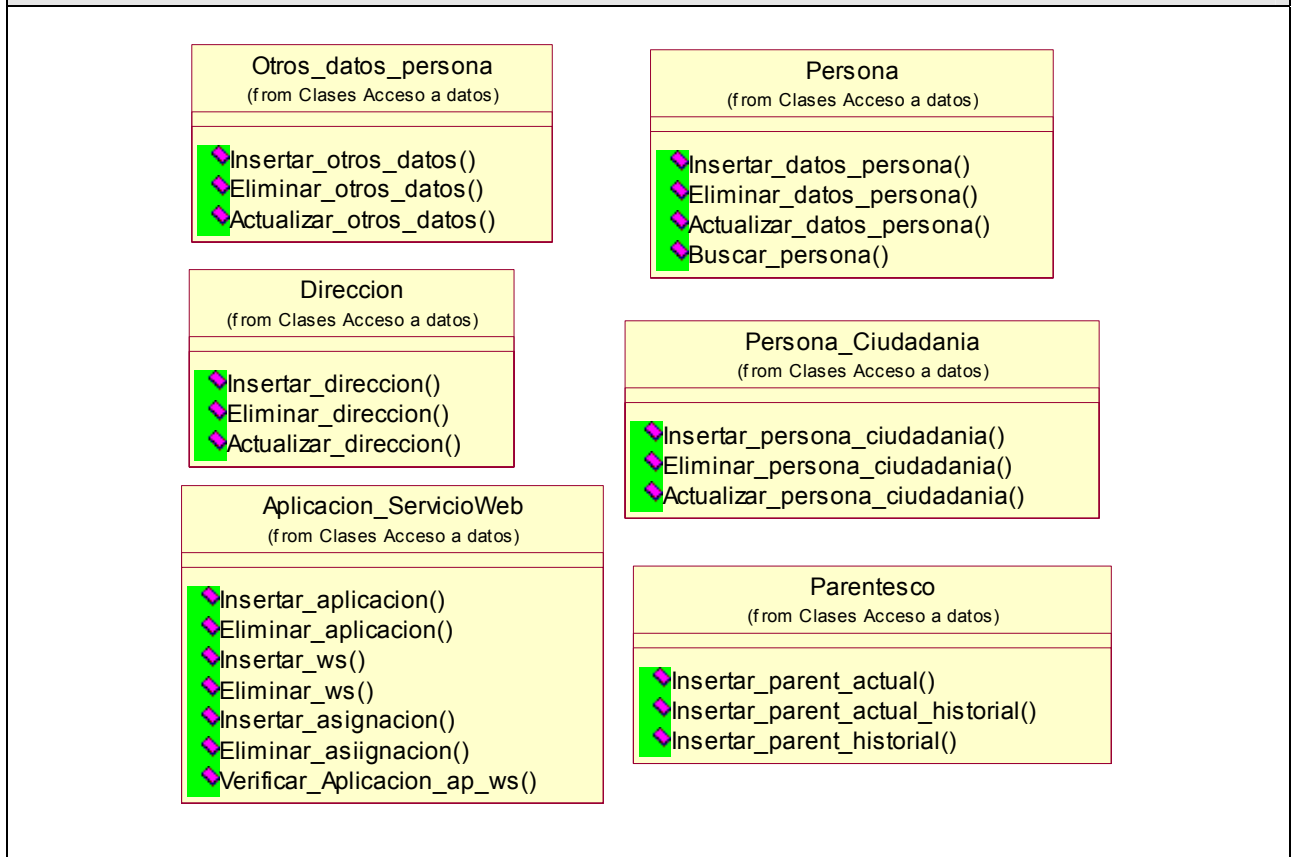 Otros_datos_persona
(from Clases Acceso a datos)
Insertar_otros_datos()
Eliminar_otros_datos()
Actualizar_otros_datos()
Persona
(from Clases Acceso a datos)
Insertar_datos_persona()
Eliminar_datos_persona()
Actualizar_datos_persona()
Buscar_persona()
Direccion
(from Clases Acceso a datos)
Insertar_direccion()
Eliminar_direccion()
Actualizar_direccion()
Persona_Ciudadania
(from Clases Acceso a datos)
Insertar_persona_ciudadania()
Eliminar_persona_ciudadania()
Actualizar_persona_ciudadania()
Aplicacion_ServicioWeb
(from Clases Acceso a datos)
Insertar_aplicacion()
Eliminar_aplicacion()
Insertar_ws()
Eliminar_ws()
Insertar_asignacion()
Eliminar_asiignacion()
Verificar_Aplicacion_ap_ws()
Parentesco
(from Clases Acceso a datos)
Insertar_parent_actual()
Insertar_parent_actual_historial()
Insertar_parent_historial()